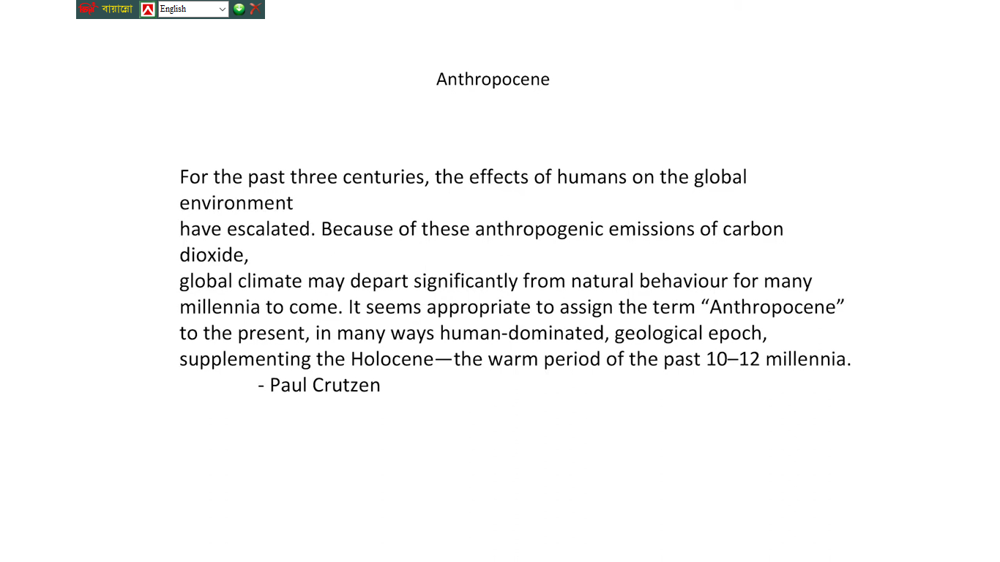 বিজয় বায়ান্নো English
Anthropocene
For the past three centuries, the effects of humans on the global
environment
have escalated. Because of these anthropogenic emissions of carbon
dioxide,
global climate may depart significantly from natural behaviour for many
millennia to come. It seems appropriate to assign the term “Anthropocene”
to the present, in many ways human-dominated, geological epoch,
supplementing the Holocene—the warm period of the past 10–12 millennia.
- Paul Crutzen